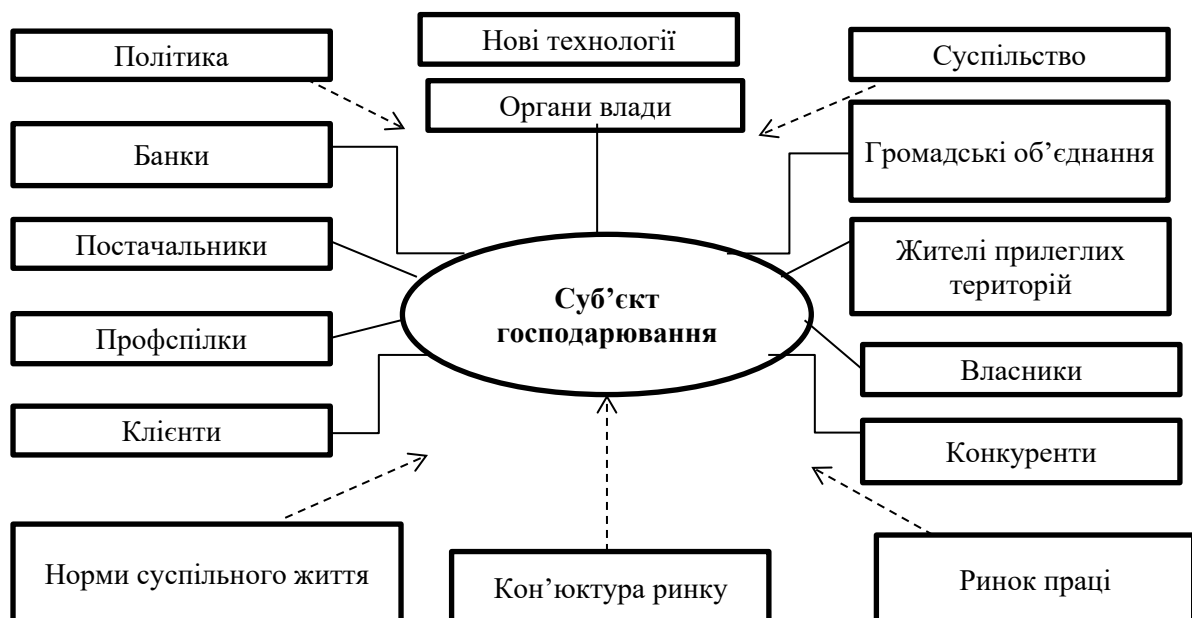 Політика
Нові технології
Суспільство
Органи влади
Банки
Громадські об’єднання
Постачальники
Жителі прилеглих
територій
Суб’єкт
господарювання
Профспілки
Власники
Клієнти
Конкуренти
Норми суспільного життя
Кон’юктура ринку
Ринок праці